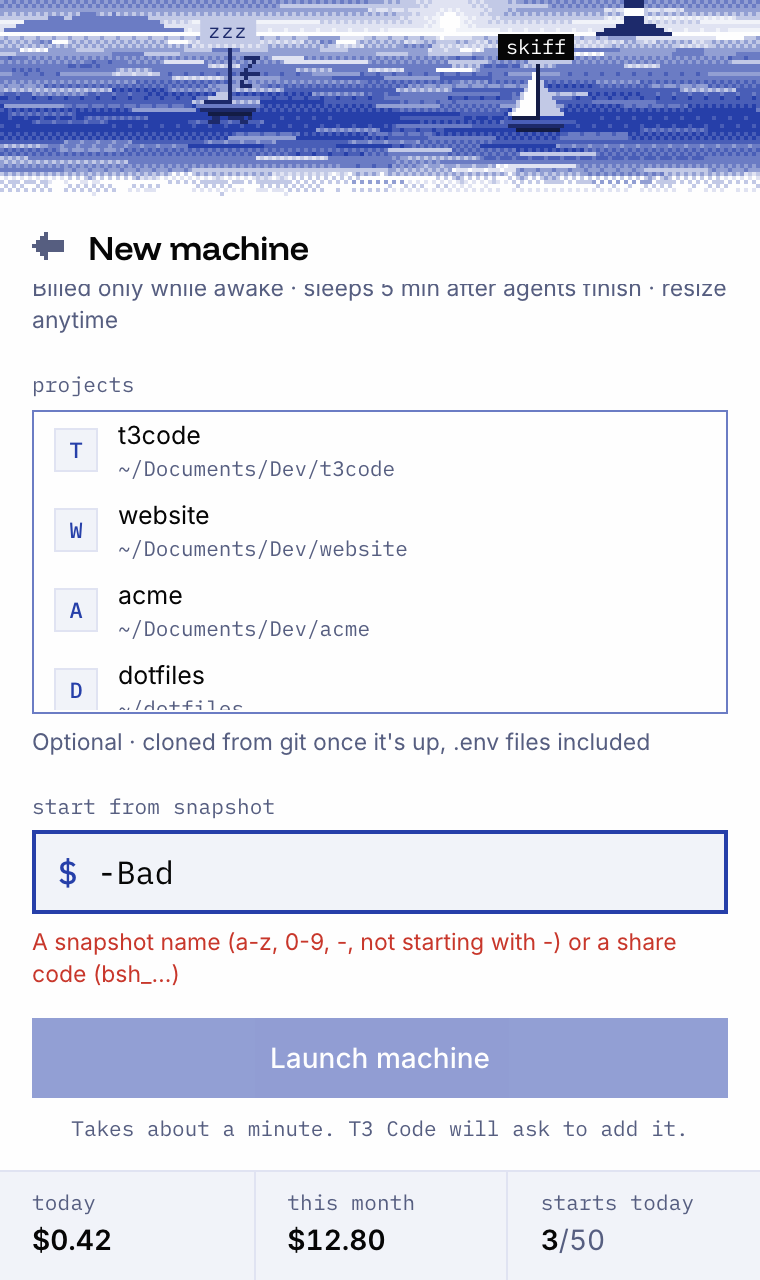 zzz
skiff
New machine
Billed only while awake · sleeps 5 min after agents finish · resize
anytime
projects
T
t3code
~/Documents/Dev/t3code
W
website
~/Documents/Dev/website
A
acme
~/Documents/Dev/acme
D
dotfiles
~/dotfiles
Optional · cloned from git once it's up, .env files included
start from snapshot
$ -Bad
A snapshot name (a-z, 0-9, -, not starting with -) or a share
code (bsh_...)
Launch machine
Takes about a minute. T3 Code will ask to add it.
today
$0.42
this month
$12.80
starts today
3/50